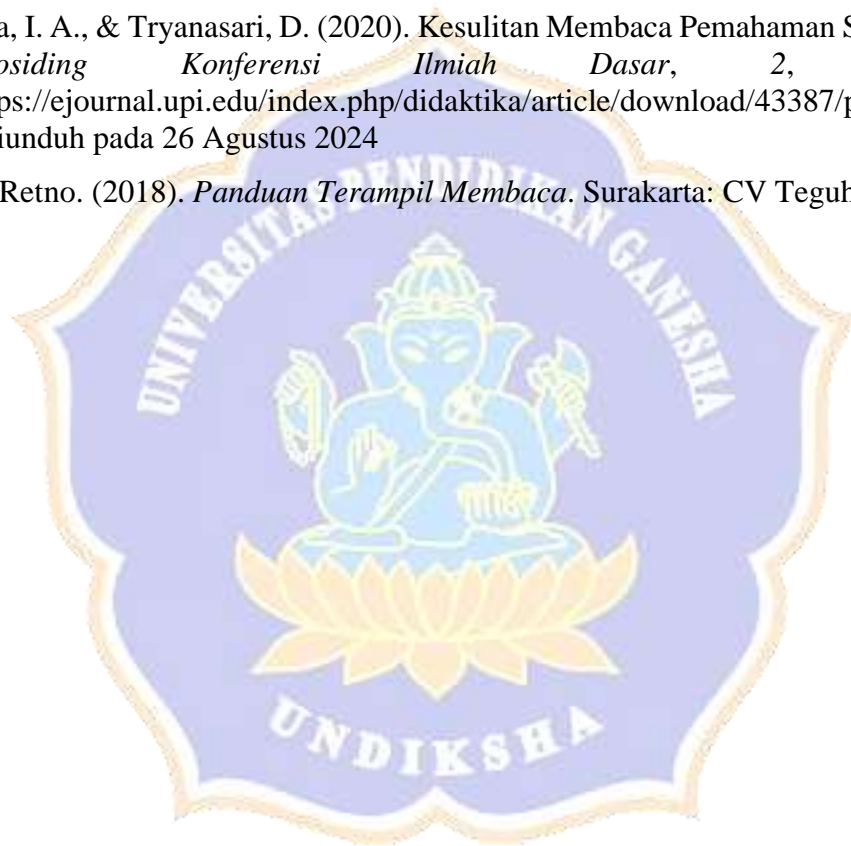 a, I. A., & Tryanasari, D. (2020). Kesulitan Membaca Pemahaman S
osiding Konferensi Ilmiah Dasar, 2,
ps://ejournal.upi.edu/index.php/didaktika/article/download/43387/p
iunduh pada 26 Agustus 2024
Retno. (2018). Panduan Terampil Membaca. Surakarta: CV Teguh
UNIVERSITAS PENDIDIKAN GANESHA
UNDIKSHA